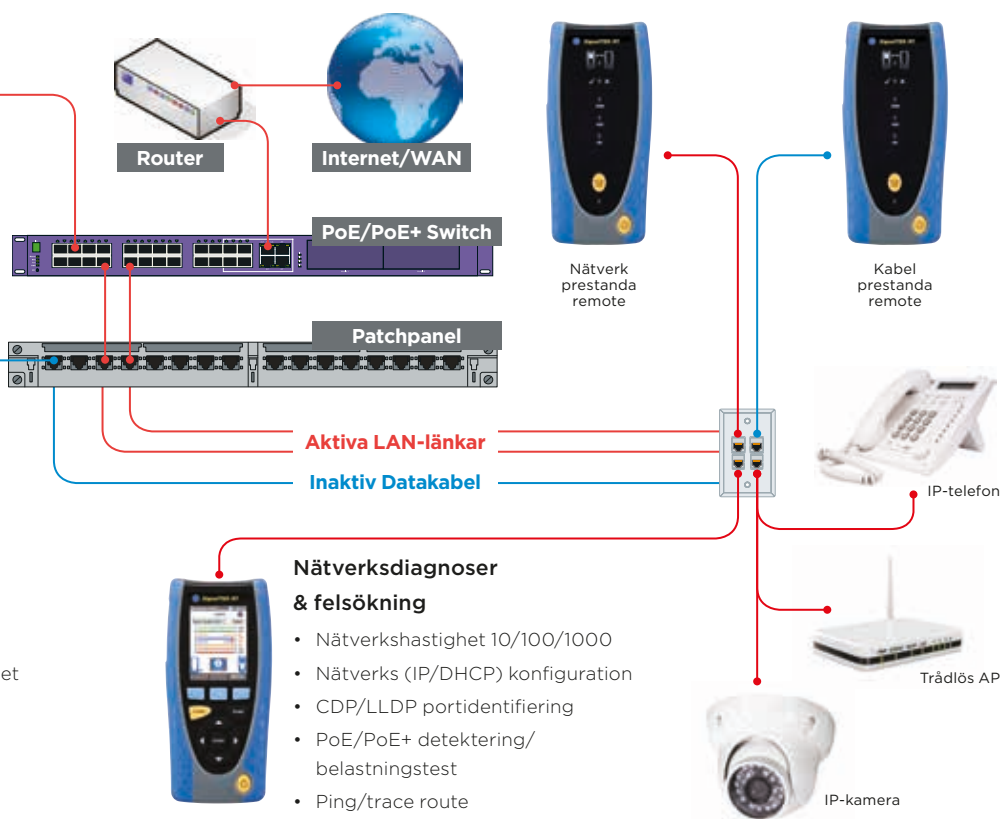 Router
Internet/WAN
PoE/PoE+ Switch
Patchpanel
Nätverk
prestanda
remote
Kabel
prestanda
remote
Aktiva LAN-länkar
Inaktiv Datakabel
IP-telefon
Trådlös AP
IP-kamera
et
Nätverksdiagnoser
& felsökning
• Nätverkshastighet 10/100/1000
• Nätverks (IP/DHCP) konfiguration
• CDP/LLDP portidentifiering
• PoE/PoE+ detektering/
belastningstest
• Ping/trace route